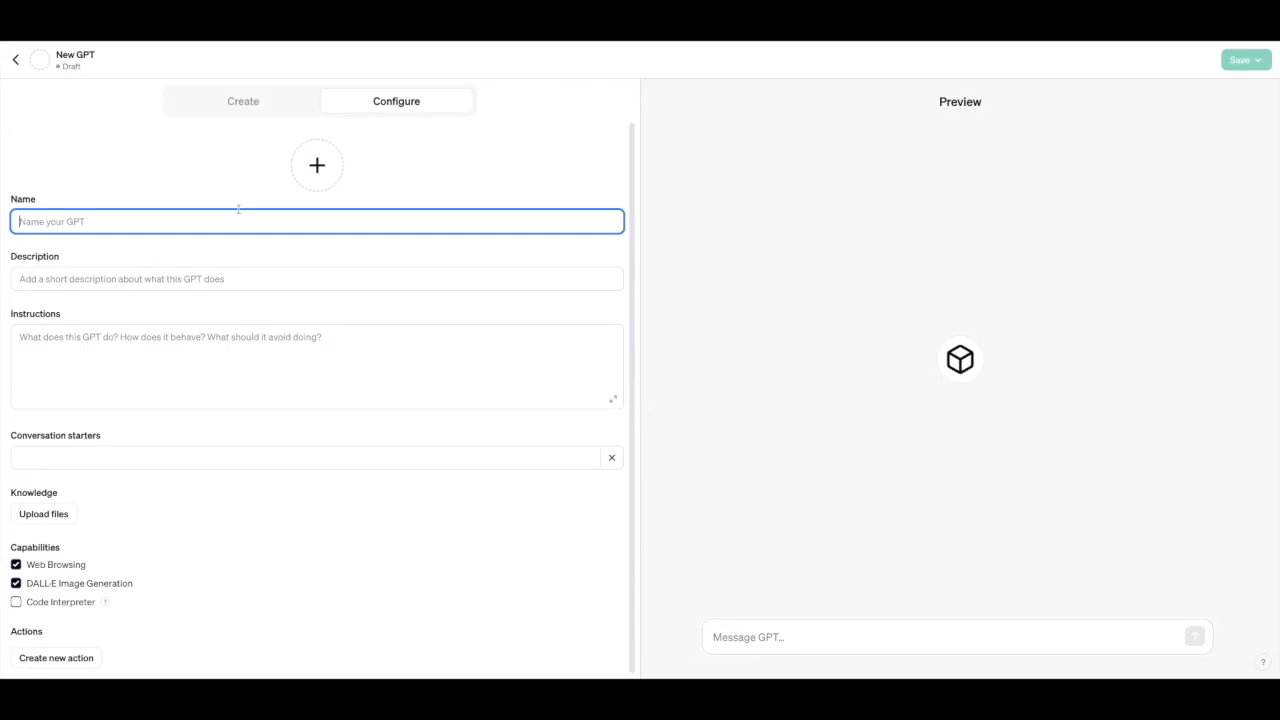 New GPT
Draft
Save
Create
Configure
Preview
Name
Name your GPT
Description
Add a short description about what this GPT does
Instructions
What does this GPT do? How does it behave? What should it avoid doing?
Conversation starters
Knowledge
Upload files
Capabilities
Web Browsing
DALL·E Image Generation
Code Interpreter ?
Actions
Create new action
Message GPT...
?